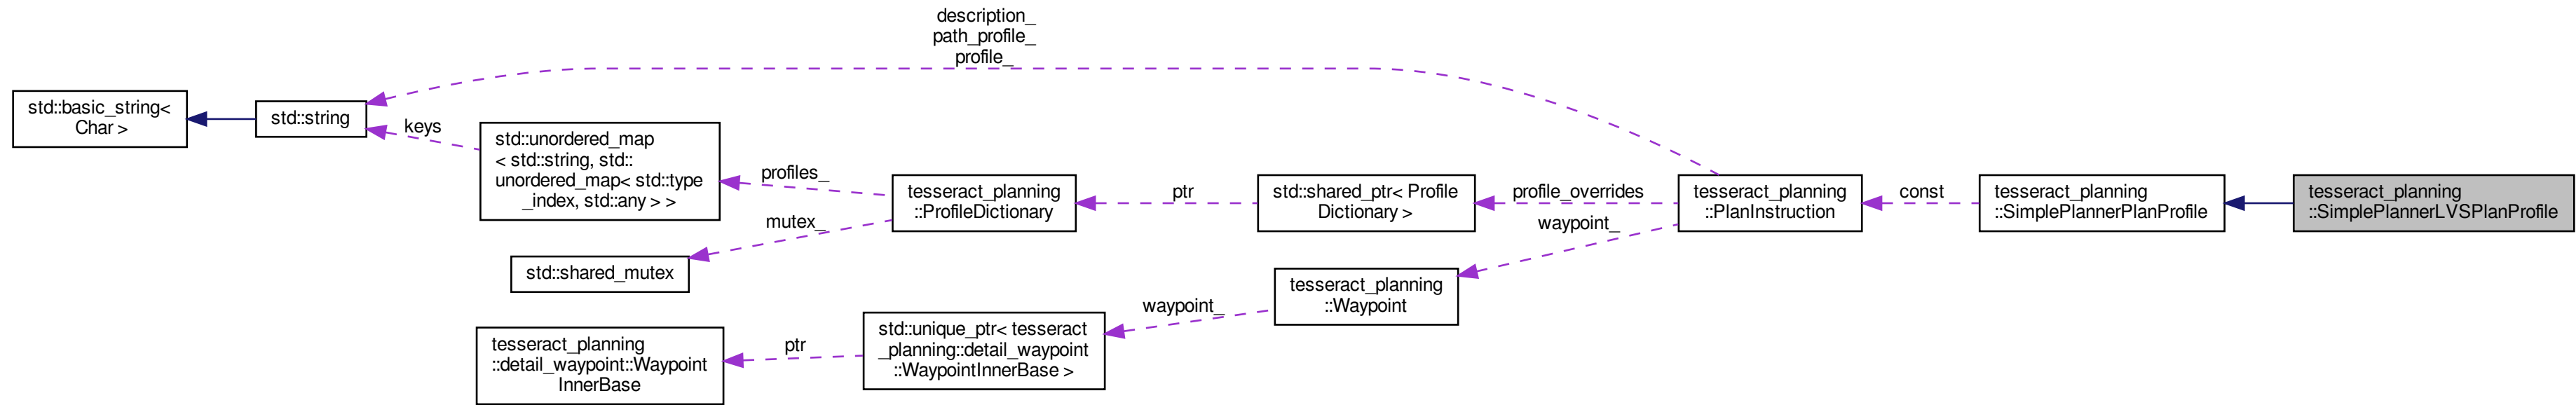 description_
path_profile_
profile_
std::basic_string<
Char >
std::string
keys
std::unordered_map
< std::string, std::
unordered_map< std::type
_index, std::any > >
profiles_
mutex_
std::shared_mutex
tesseract_planning
::ProfileDictionary
ptr
std::shared_ptr< Profile
Dictionary >
profile_overrides
waypoint_
tesseract_planning
::PlanInstruction
const
tesseract_planning
::SimplePlannerPlanProfile
tesseract_planning
::SimplePlannerLVSPlanProfile
tesseract_planning
::Waypoint
waypoint_
std::unique_ptr< tesseract
_planning::detail_waypoint
::WaypointInnerBase >
ptr
tesseract_planning
::detail_waypoint::Waypoint
InnerBase